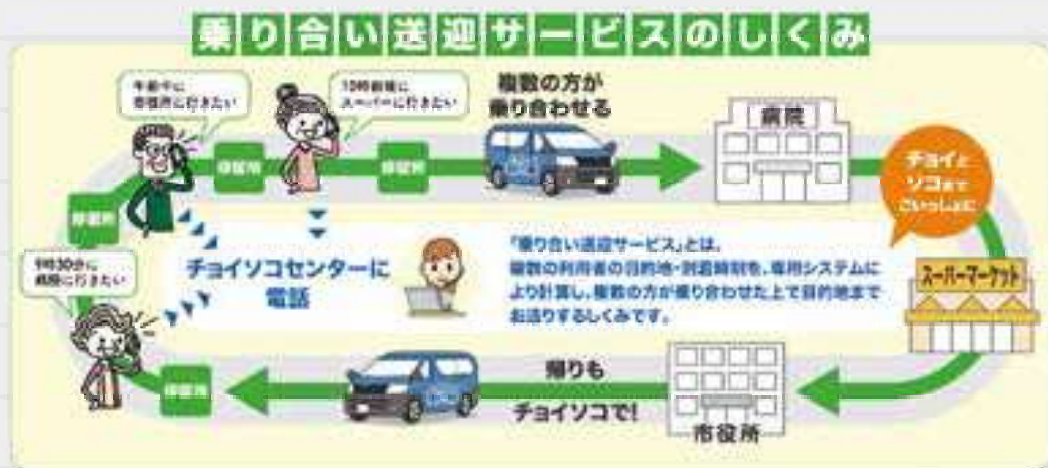 乗り合い送迎サービスのしくみ
午前中に
市役所に行きたい
10時前後に
スーパーに行きたい
複数の方が
乗り合わせる
病院
停留所
停留所
停留所
チョイと
ソコまで
ごいっしょに
9時30分に
病院に行きたい
チョイソコセンターに
電話
「乗り合い送迎サービス」とは、
複数の利用者の目的地・到着時刻を、専用システムに
より計算し、複数の方が乗り合わせた上で目的地まで
お送りするしくみです。
スーパーマーケット
停留所
帰りも
チョイソコで!
市役所